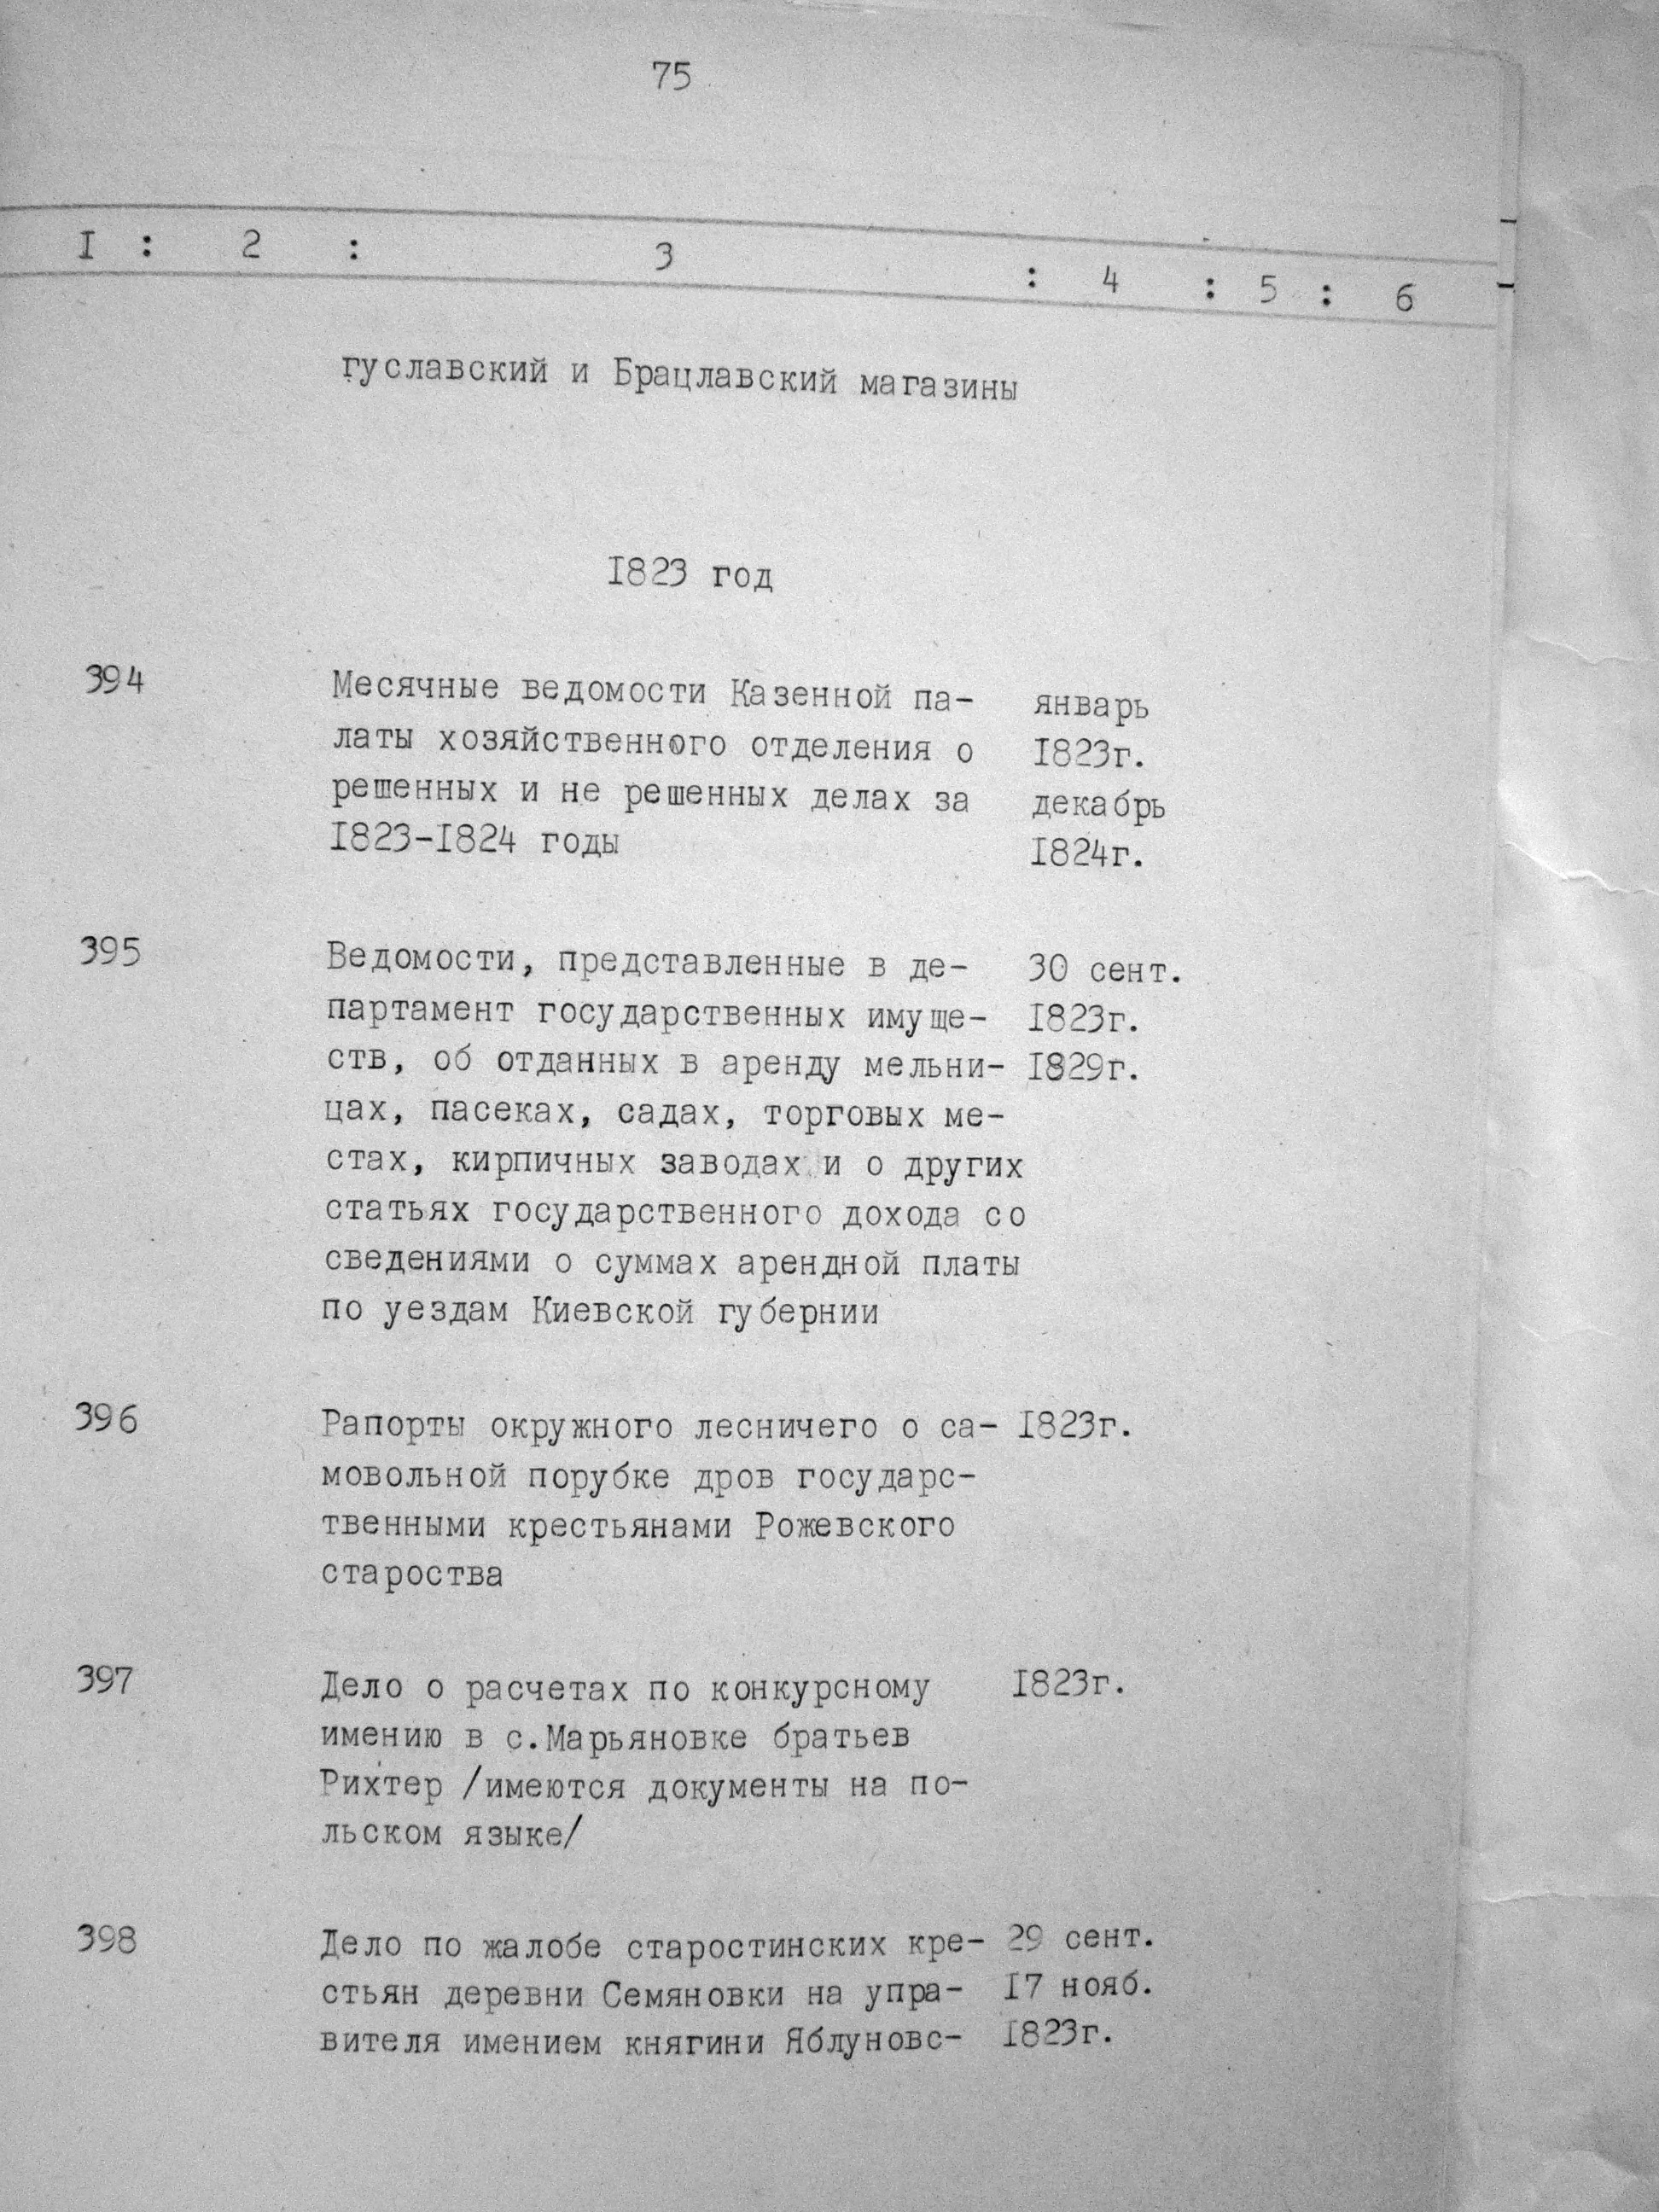 75
I : 2 : 3 : 4 : 5 : 6
гуславский и Брацлавский магазины
I823 год
394 Месячные ведомости Казенной па- январь
латы хозяйственного отделения о I823г.
решенных и не решенных делах за декабрь
I823-I824 годы I824г.
395 Ведомости, представленные в де- 30 сент.
партамент государственных имуще- I823г.
ств, об отданных в аренду мельни- I829г.
цах, пасеках, садах, торговых ме-
стах, кирпичных заводах и о других
статьях государственного дохода со
сведениями о суммах арендной платы
по уездам Киевской губернии
396 Рапорты окружного лесничего о са- I823г.
мовольной порубке дров государс-
твенными крестьянами Рожевского
староства
397 Дело о расчетах по конкурсному I823г.
имению в с.Марьяновке братьев
Рихтер /имеются документы на по-
льском языке/
398 Дело по жалобе старостинских кре- 29 сент.
стьян деревни Семяновки на упра- I7 нояб.
вителя имением княгини Яблуновс- I823г.